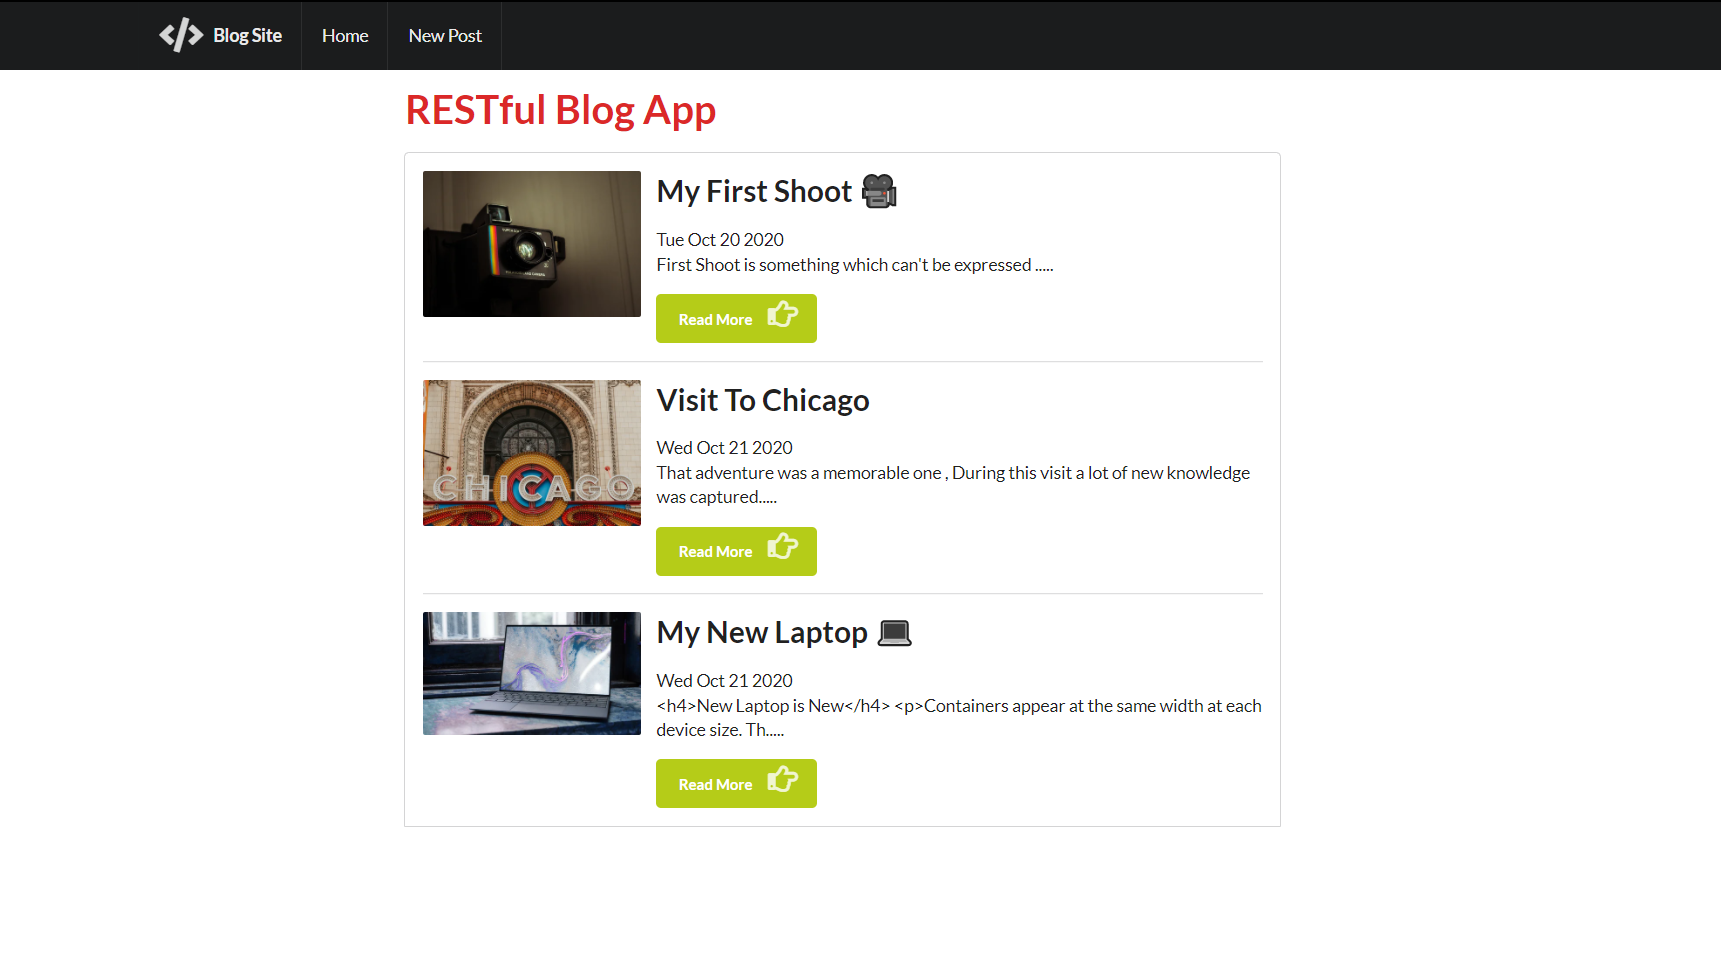 Blog Site Home New Post
RESTful Blog App
My First Shoot 🎥
Tue Oct 20 2020
First Shoot is something which can't be expressed .....
Read More
Visit To Chicago
Wed Oct 21 2020
CHICAGO
That adventure was a memorable one , During this visit a lot of new knowledge
was captured.....
Read More
My New Laptop 💻
Wed Oct 21 2020
<h4>New Laptop is New</h4> <p>Containers appear at the same width at each
device size. Th.....
Read More